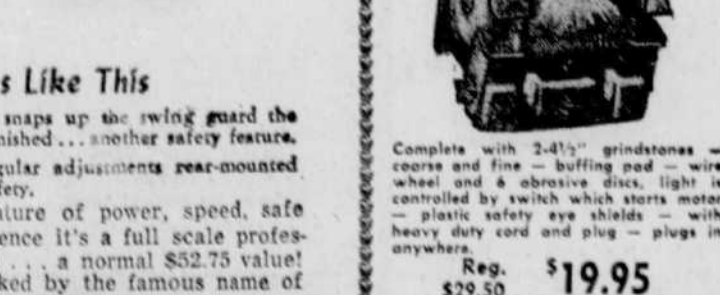 s Like This
snaps up the swing guard the
nished... another safety feature.
gular adjustments rear-mounted
fety.
ture of power, speed, safe
ence it's a full scale profes-
.... a normal $52.75 value!
ked by the famous name of
Complete with 2-4½" grindstones —
coarse and fine — buffing pad — wire
wheel and 6 abrasive discs, light is
controlled by switch which starts motor
— plastic safety eye shields — with
heavy duty cord and plug — plugs in
anywhere.
Reg. $19.95
$29.50